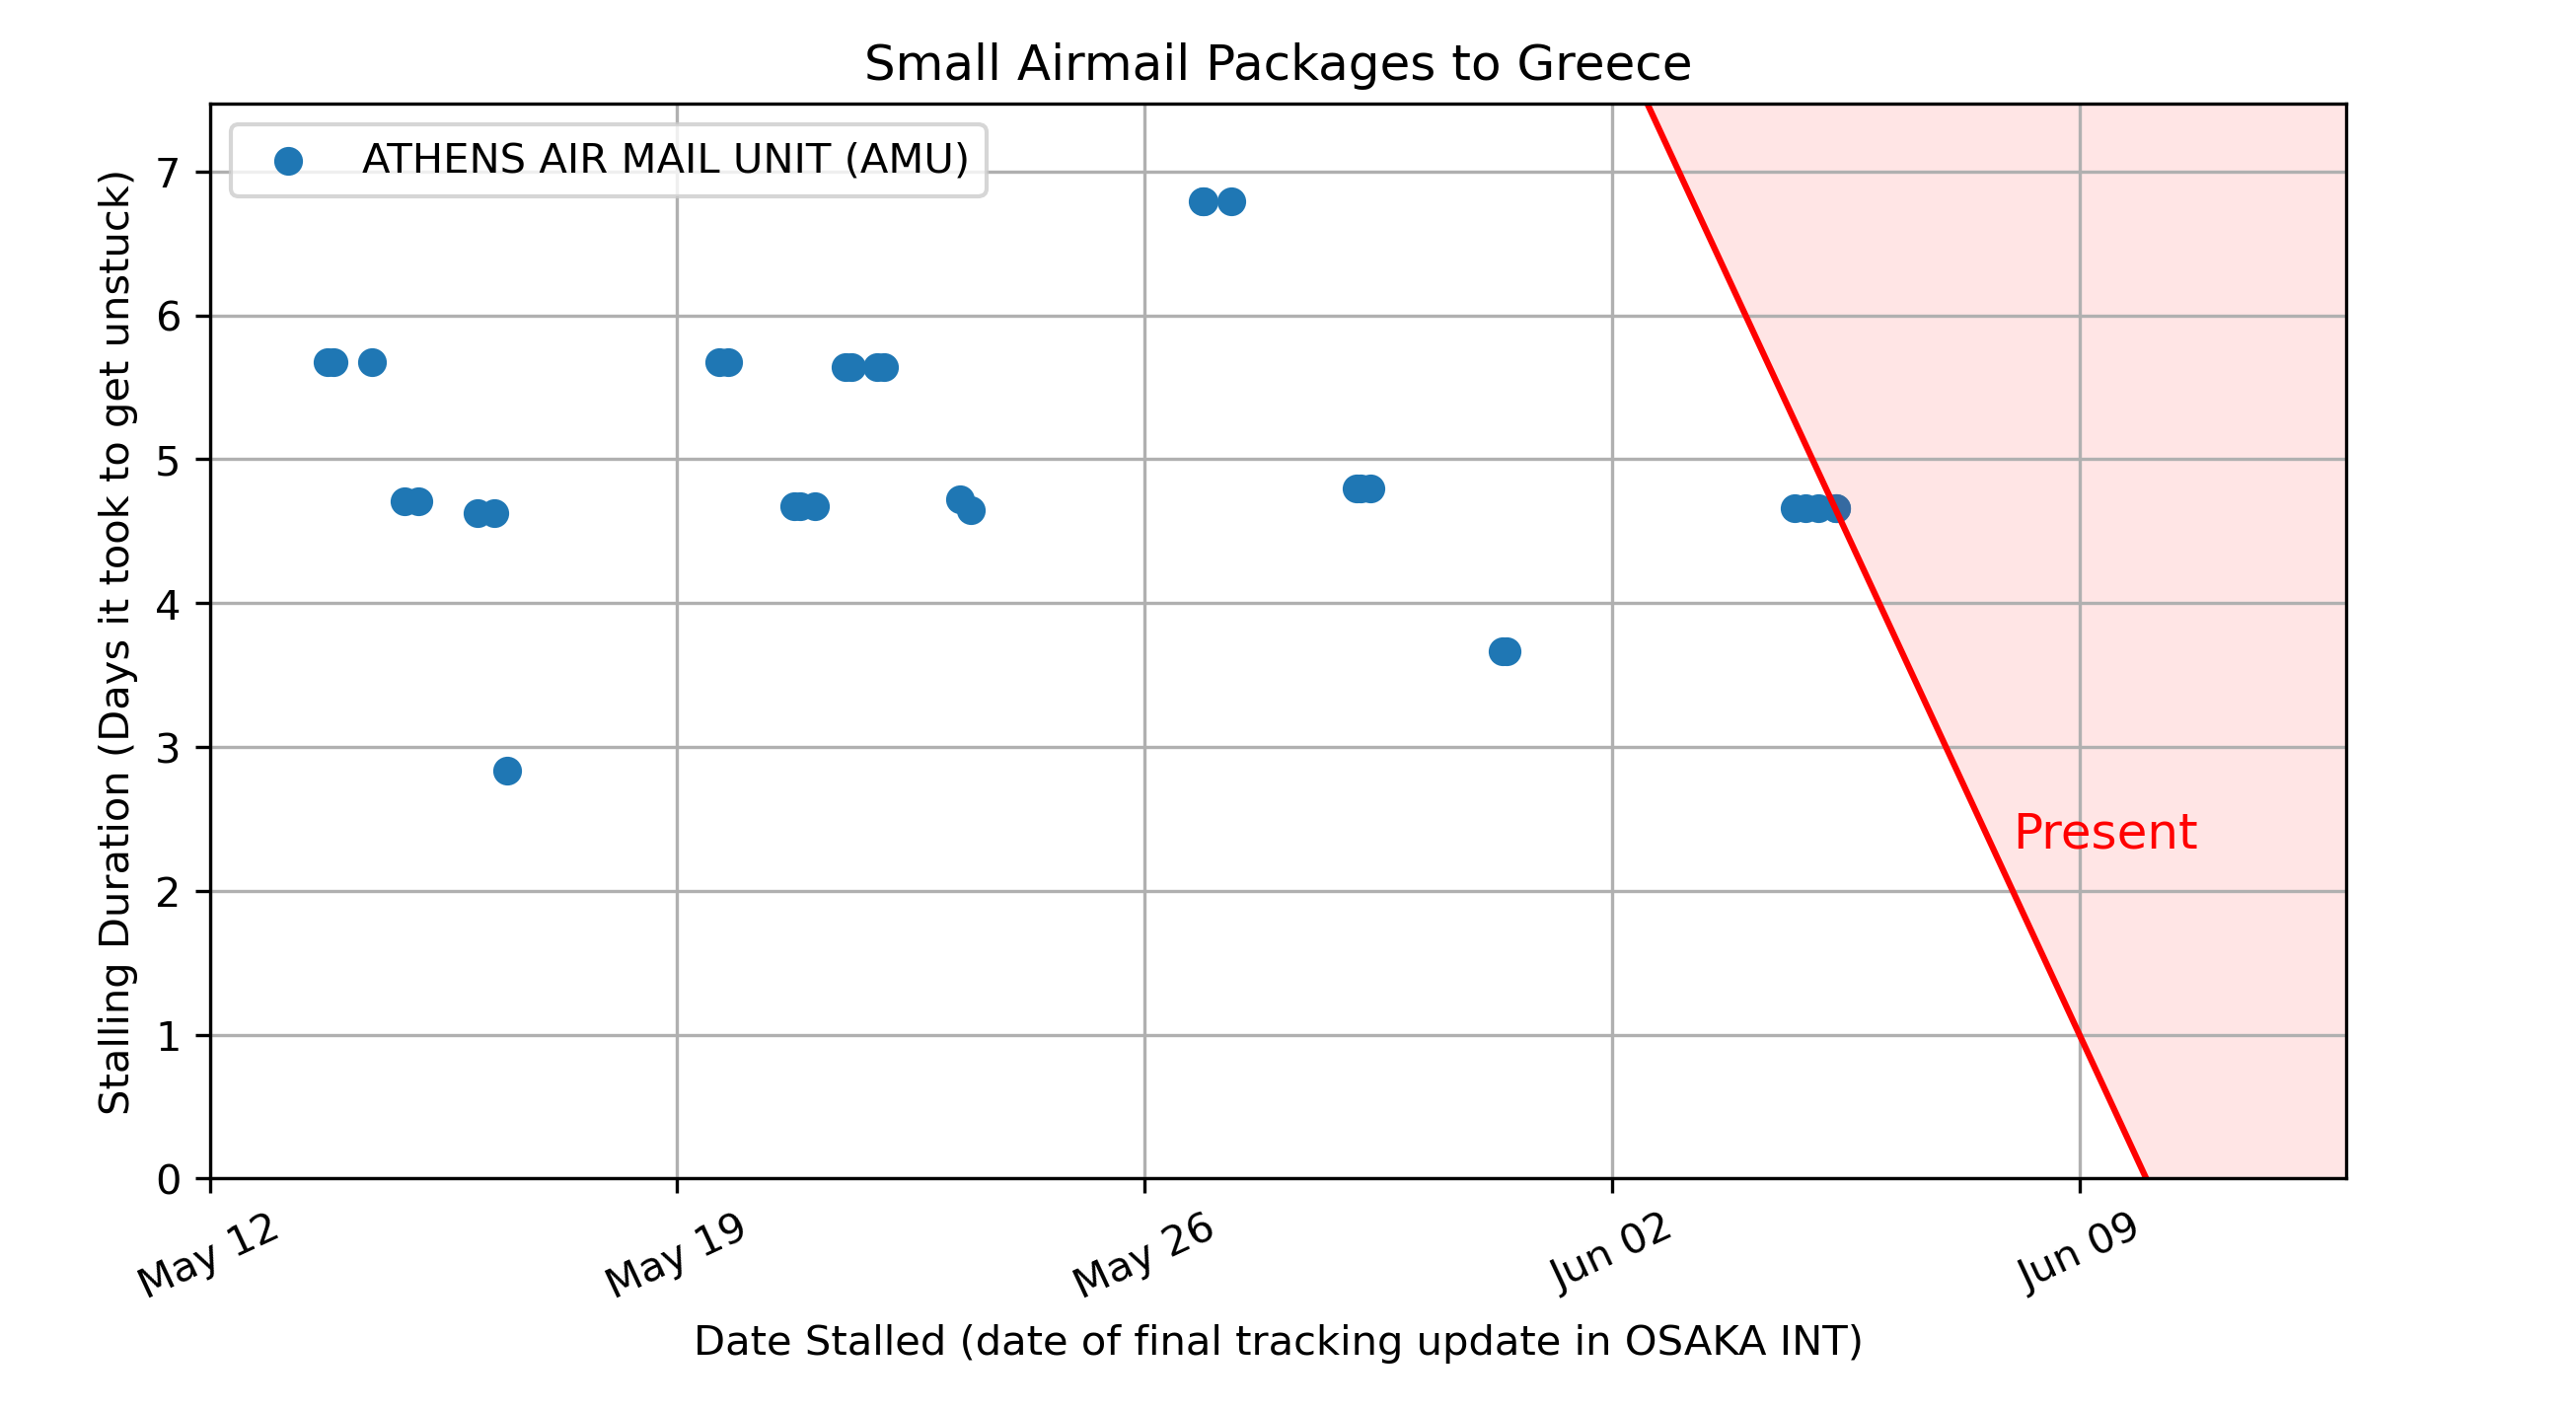 Small Airmail Packages to Greece
ATHENS AIR MAIL UNIT (AMU)
Stalling Duration (Days it took to get unstuck)
7
6
5
4
3
2
1
0
Present
May 12
May 19
May 26
Jun 02
Jun 09
Date Stalled (date of final tracking update in OSAKA INT)